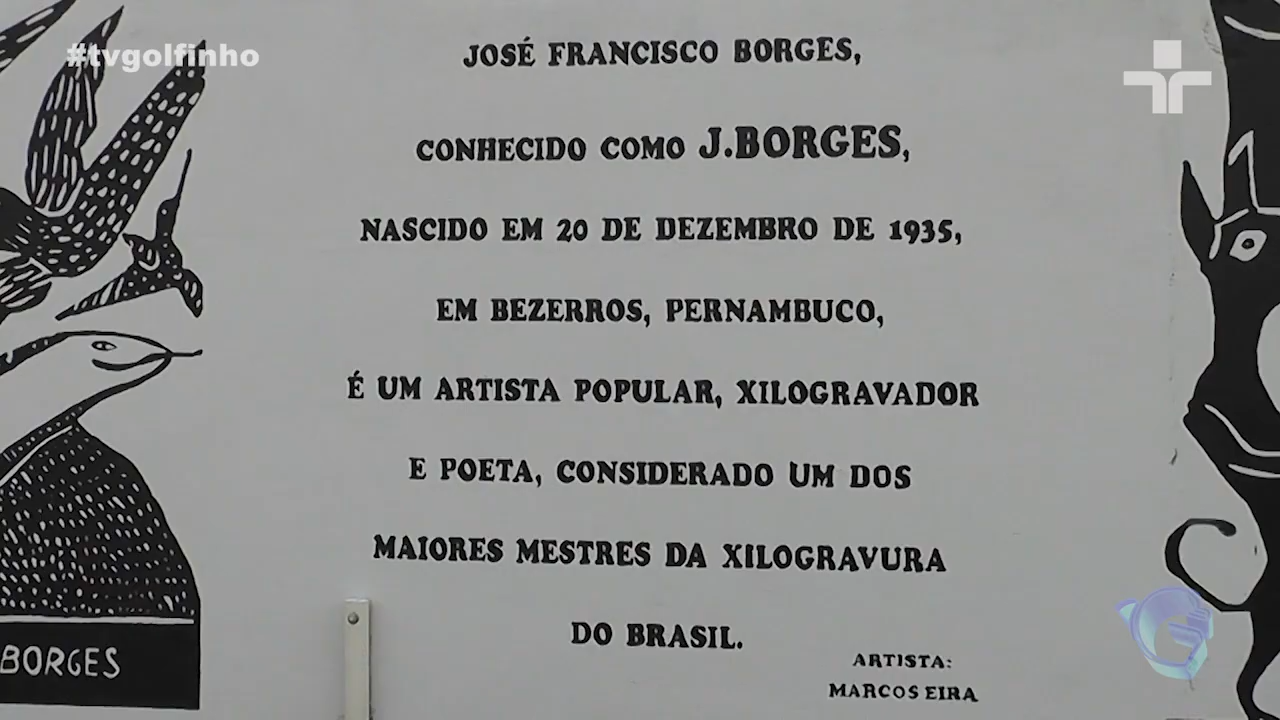 #tvgolfinho
JOSÉ FRANCISCO BORGES,
CONHECIDO COMO J.BORGES,
NASCIDO EM 20 DE DEZEMBRO DE 1935,
EM BEZERROS, PERNAMBUCO,
É UM ARTISTA POPULAR, XILOGRAVADOR
E POETA, CONSIDERADO UM DOS
MAIORES MESTRES DA XILOGRAVURA
DO BRASIL.
BORGES
ARTISTA:
MARCOS EIRA